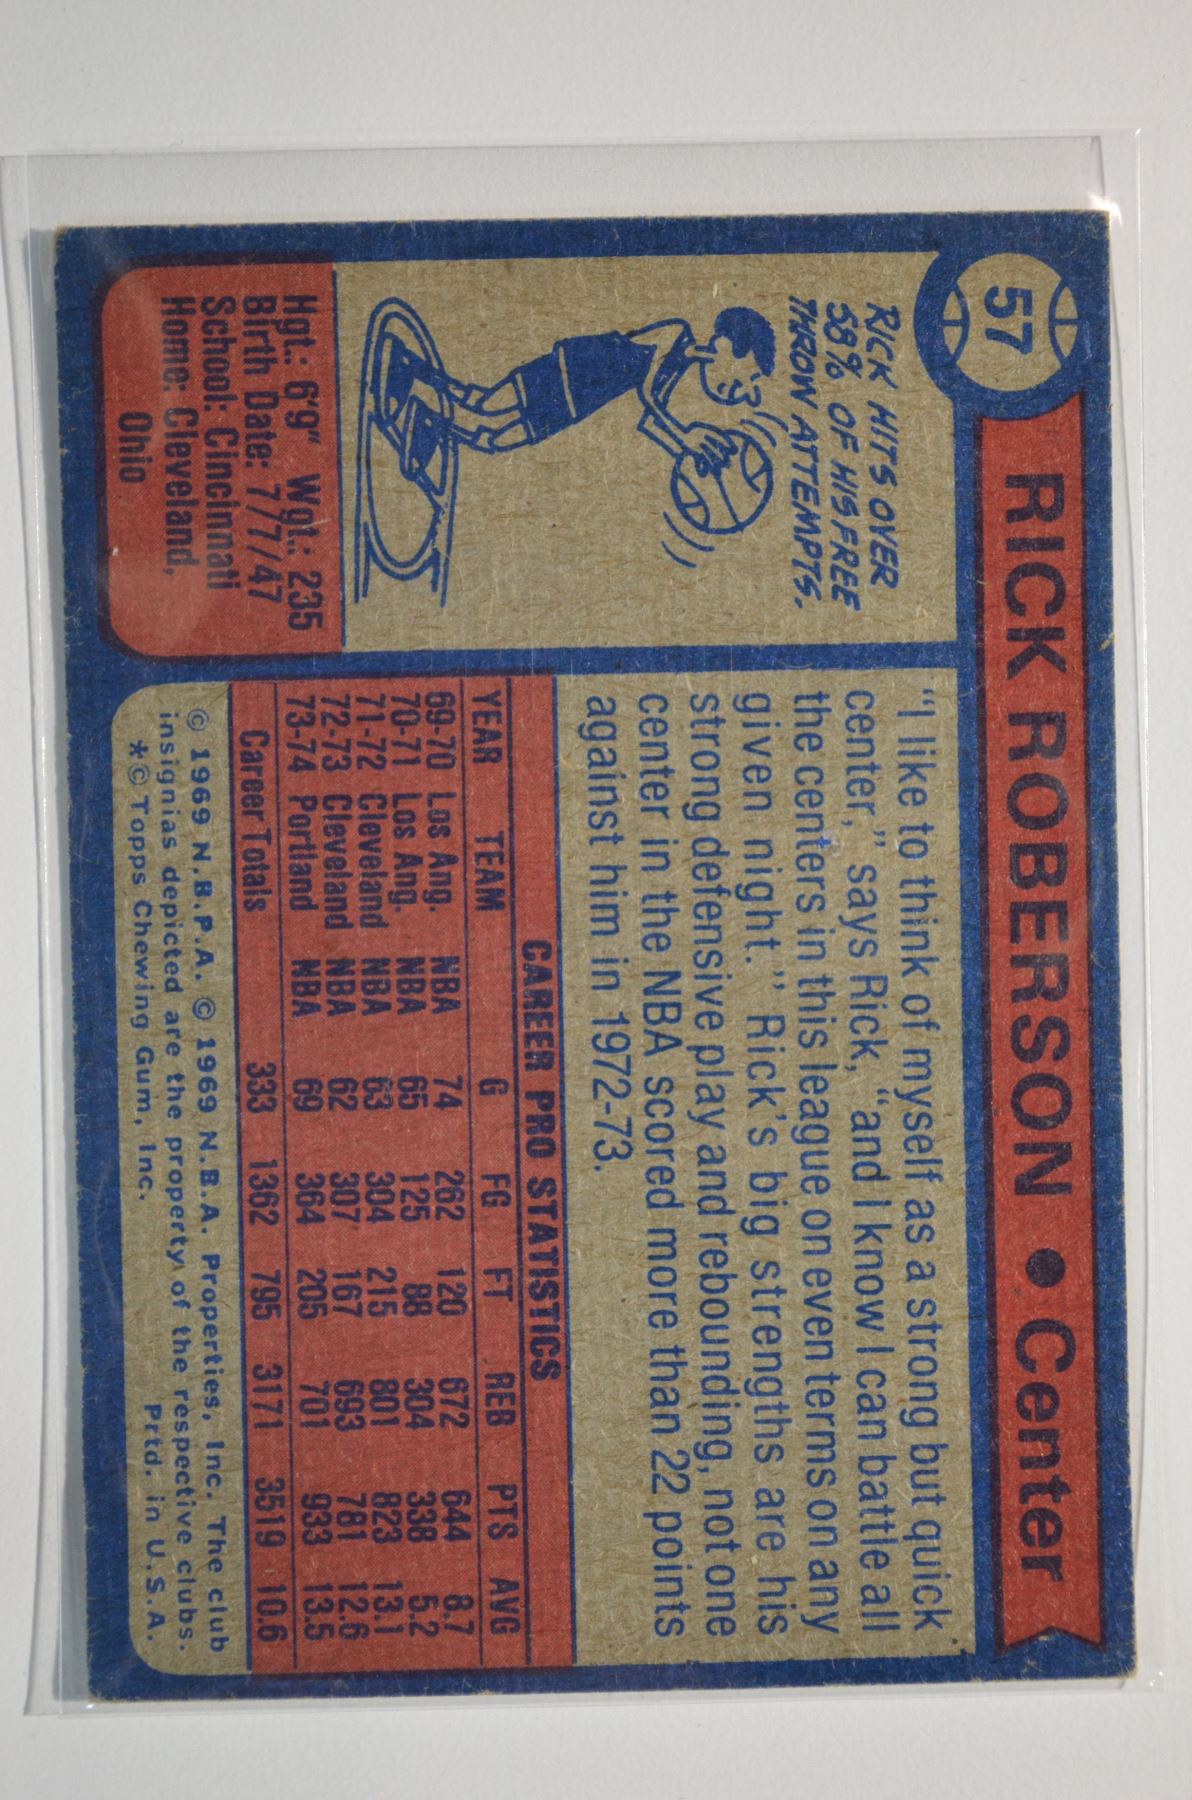 57
RICK ROBERSON • Center
RICK HITS OVER
58% OF HIS FREE
THROW ATTEMPTS.
Hgt.: 6'9" Wgt.: 235
Birth Date: 7/7/47
School: Cincinnati
Home: Cleveland,
Ohio
"I like to think of myself as a strong but quick
center," says Rick, "and I know I can battle all
the centers in this league on even terms on any
given night." Rick's big strengths are his
strong defensive play and rebounding, not one
center in the NBA scored more than 22 points
against him in 1972-73.
CAREER PRO STATISTICS
YEAR TEAM G FG FT REB PTS AVG
69-70 Los Ang. NBA 74 262 120 672 644 8.7
70-71 Los Ang. NBA 65 125 88 304 338 5.2
71-72 Cleveland NBA 63 304 215 801 823 13.1
72-73 Cleveland NBA 62 307 167 693 781 12.6
73-74 Portland NBA 69 364 205 701 933 13.5
Career Totals 333 1362 795 3171 3519 10.6
© 1969 N.B.P.A. © 1969 N.B.A. Properties, Inc. The club
insignias depicted are the property of the respective clubs.
*© Topps Chewing Gum, Inc. Prtd. in U.S.A.